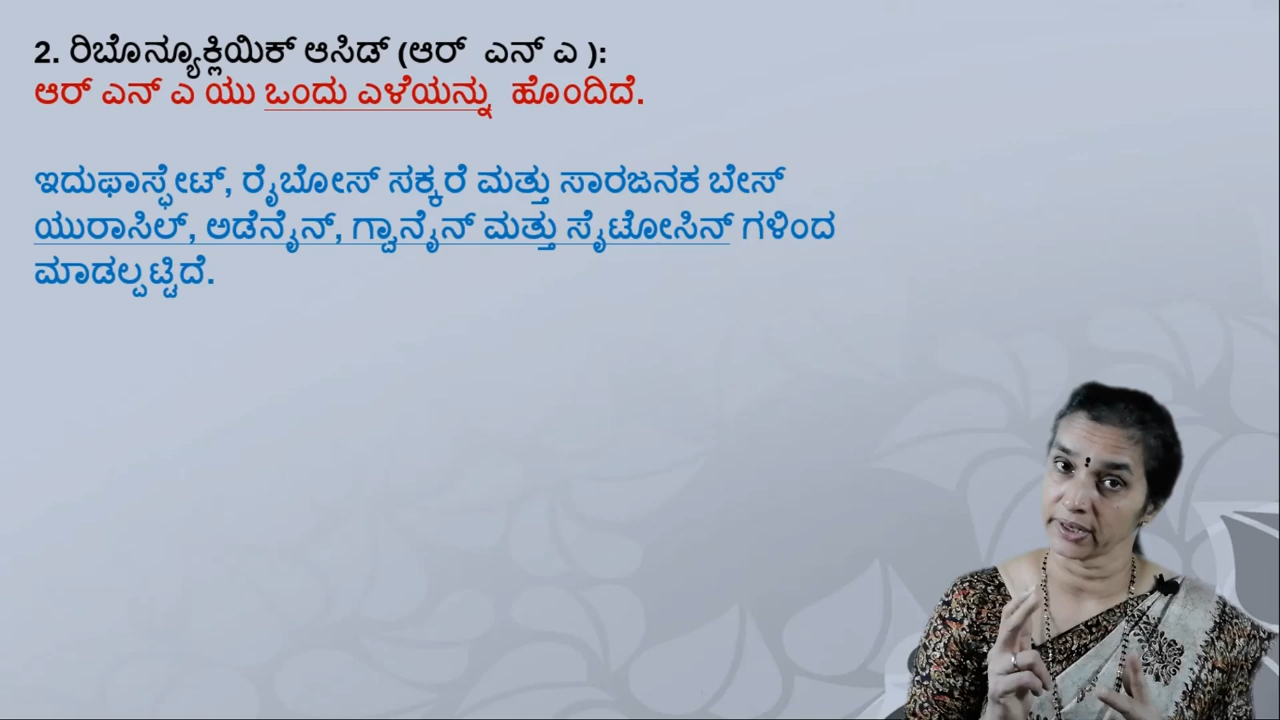 2. ರಿಬೊನ್ಯೂಕ್ಲಿಯಿಕ್ ಆಸಿಡ್ (ಆರ್ ಎನ್ ಎ ):
ಆರ್ ಎನ್ ಎ ಯು ಒಂದು ಎಳೆಯನ್ನು ಹೊಂದಿದೆ.
ಇದುಫಾಸ್ಫೇಟ್, ರೈಬೋಸ್ ಸಕ್ಕರೆ ಮತ್ತು ಸಾರಜನಕ ಬೇಸ್
ಯುರಾಸಿಲ್, ಅಡೆನೈನ್, ಗ್ವಾನೈನ್ ಮತ್ತು ಸೈಟೋಸಿನ್ ಗಳಿಂದ
ಮಾಡಲ್ಪಟ್ಟಿದೆ.